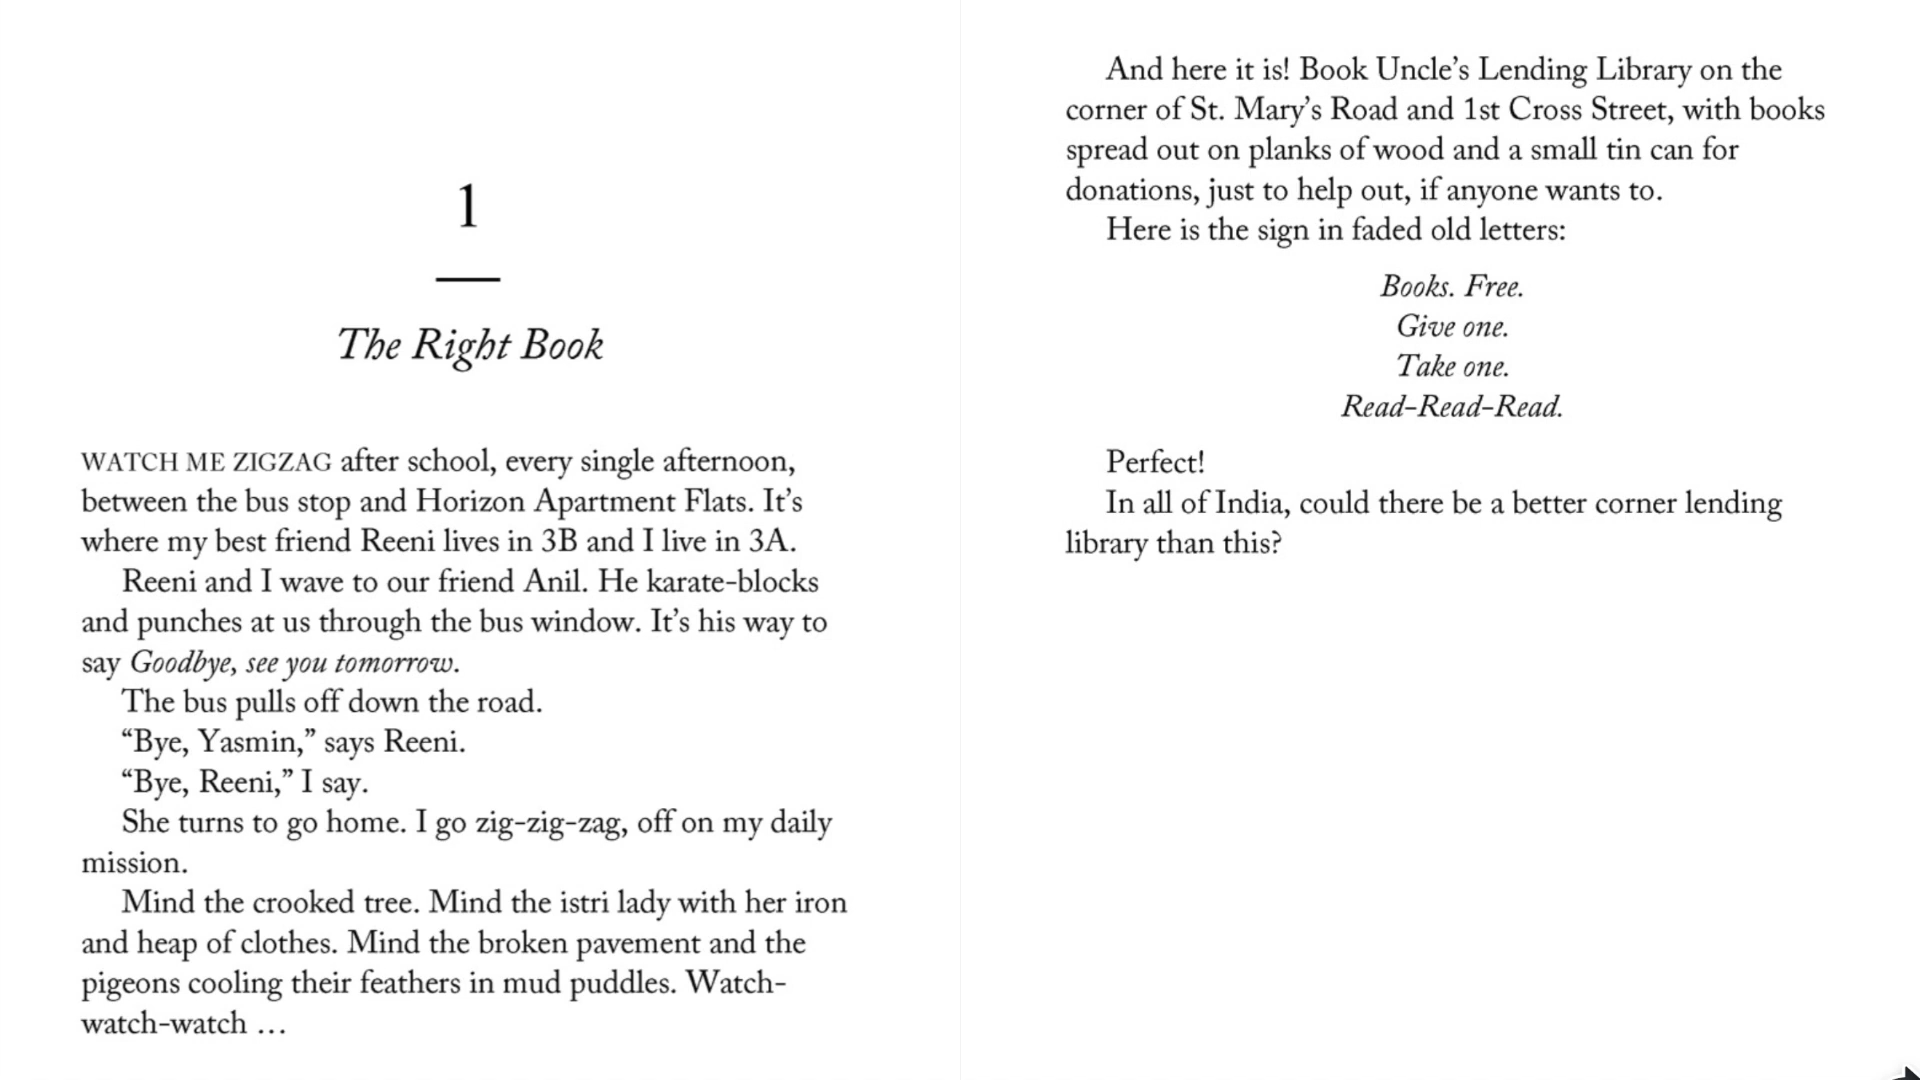 1
The Right Book
WATCH ME ZIGZAG after school, every single afternoon,
between the bus stop and Horizon Apartment Flats. It’s
where my best friend Reeni lives in 3B and I live in 3A.
Reeni and I wave to our friend Anil. He karate-blocks
and punches at us through the bus window. It’s his way to
say Goodbye, see you tomorrow.
The bus pulls off down the road.
“Bye, Yasmin,” says Reeni.
“Bye, Reeni,” I say.
She turns to go home. I go zig-zig-zag, off on my daily
mission.
Mind the crooked tree. Mind the istri lady with her iron
and heap of clothes. Mind the broken pavement and the
pigeons cooling their feathers in mud puddles. Watch-
watch-watch …
And here it is! Book Uncle’s Lending Library on the
corner of St. Mary’s Road and 1st Cross Street, with books
spread out on planks of wood and a small tin can for
donations, just to help out, if anyone wants to.
Here is the sign in faded old letters:
Books. Free.
Give one.
Take one.
Read-Read-Read.
Perfect!
In all of India, could there be a better corner lending
library than this?